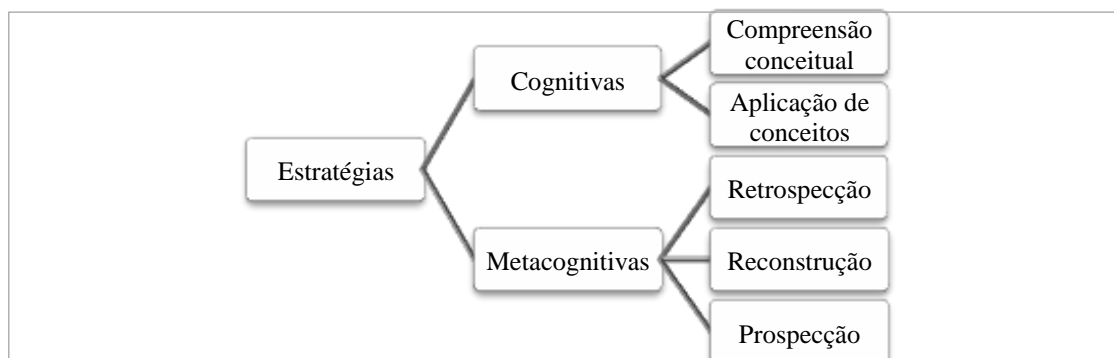 Estratégias
Cognitivas
Compreensão
conceitual
Aplicação de
conceitos
Metacognitivas
Retrospecção
Reconstrução
Prospecção